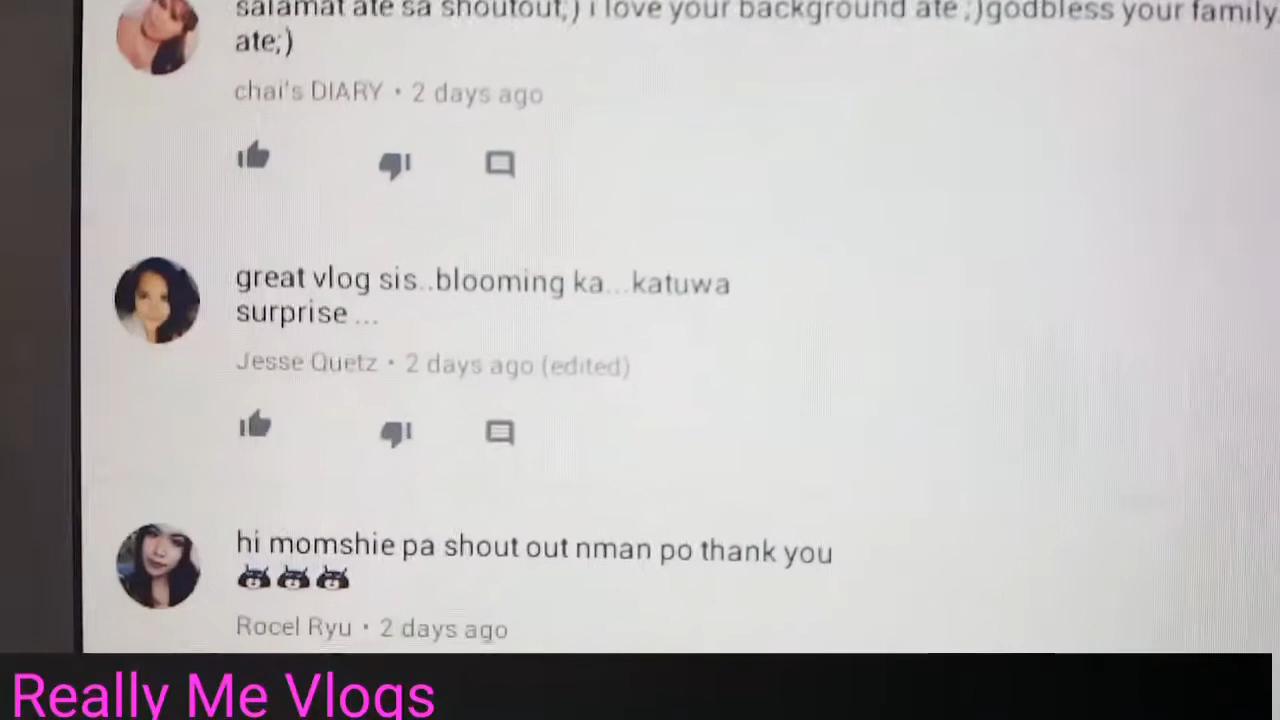 salamat ate sa shoutout;) i love your background ate ;)godbless your family
ate;)
chai's DIARY • 2 days ago
great vlog sis..blooming ka...katuwa
surprise ...
Jesse Quetz • 2 days ago (edited)
hi momshie pa shout out nman po thank you
Rocel Ryu • 2 days ago
Really Me Vlogs